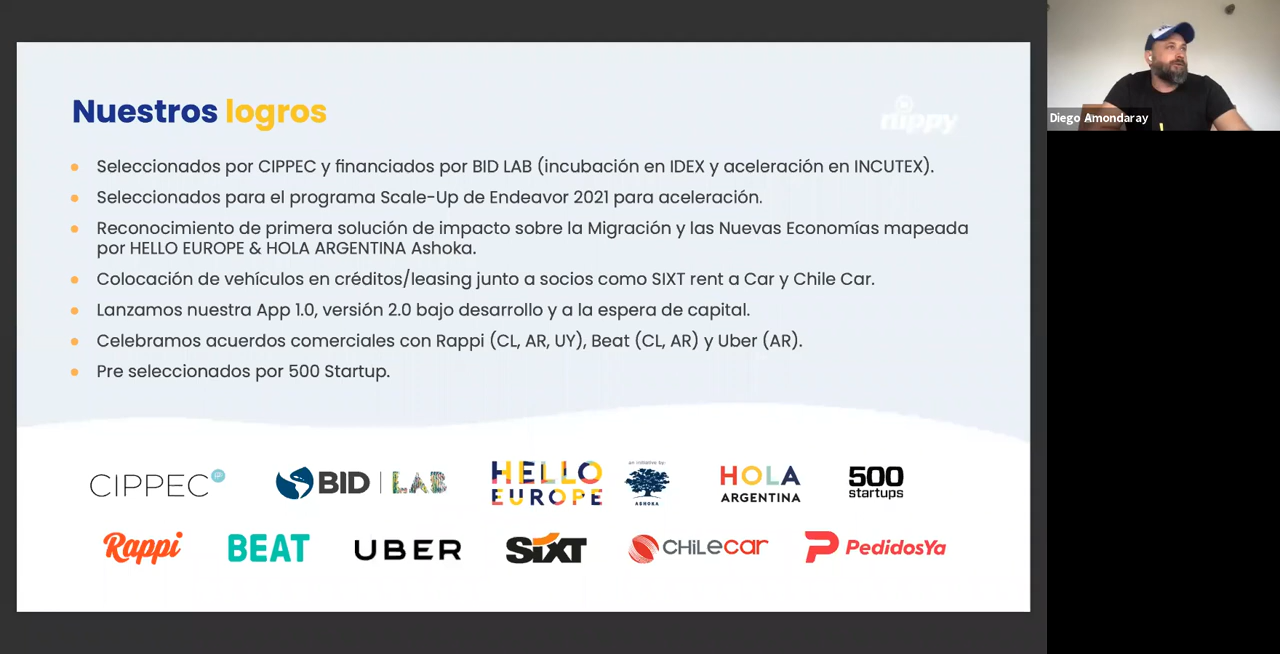 Nuestros logros
nippy
Seleccionados por CIPPEC y financiados por BID LAB (incubación en IDEX y aceleración en INCUTEX).
Seleccionados para el programa Scale-Up de Endeavor 2021 para aceleración.
Reconocimiento de primera solución de impacto sobre la Migración y las Nuevas Economías mapeada
por HELLO EUROPE & HOLA ARGENTINA Ashoka.
Colocación de vehículos en créditos/leasing junto a socios como SIXT rent a Car y Chile Car.
Lanzamos nuestra App 1.0, versión 2.0 bajo desarrollo y a la espera de capital.
Celebramos acuerdos comerciales con Rappi (CL, AR, UY), Beat (CL, AR) y Uber (AR).
Pre seleccionados por 500 Startup.
CIPPEC
BID | LAB
HELLO
EUROPE
an initiative by:
ASHOKA
HOLA
ARGENTINA
500
startups
Rappi
BEAT
UBER
SiXT
CHiLeCar
PedidosYa
Diego Amondaray